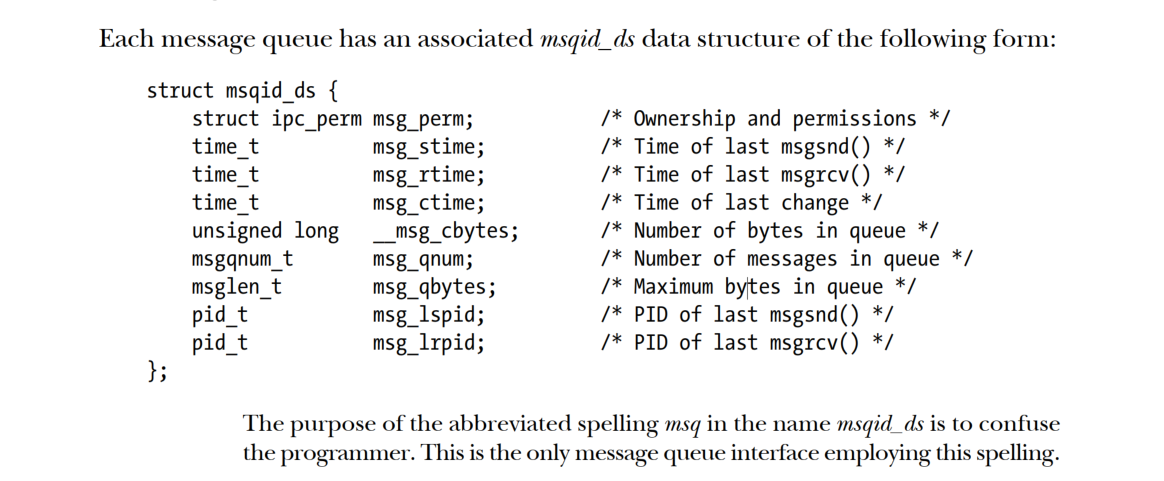 Each message queue has an associated msqid_ds data structure of the following form:
struct msqid_ds {
    struct ipc_perm msg_perm;           /* Ownership and permissions */
    time_t          msg_stime;          /* Time of last msgsnd() */
    time_t          msg_rtime;          /* Time of last msgrcv() */
    time_t          msg_ctime;          /* Time of last change */
    unsigned long   __msg_cbytes;       /* Number of bytes in queue */
    msgqnum_t       msg_qnum;           /* Number of messages in queue */
    msglen_t        msg_qbytes;         /* Maximum bytes in queue */
    pid_t           msg_lspid;          /* PID of last msgsnd() */
    pid_t           msg_lrpid;          /* PID of last msgrcv() */
};
The purpose of the abbreviated spelling msq in the name msqid_ds is to confuse
the programmer. This is the only message queue interface employing this spelling.